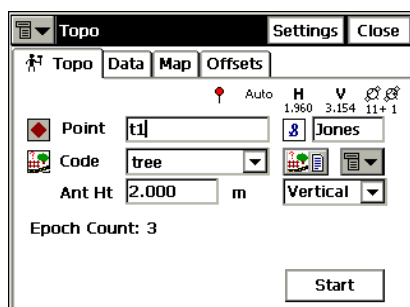 Topo Settings Close
Topo Data Map Offsets
Auto H V
1.960 3.154 11+ 1
Point t1 Jones
Code tree
Ant Ht 2.000 m Vertical
Epoch Count: 3
Start